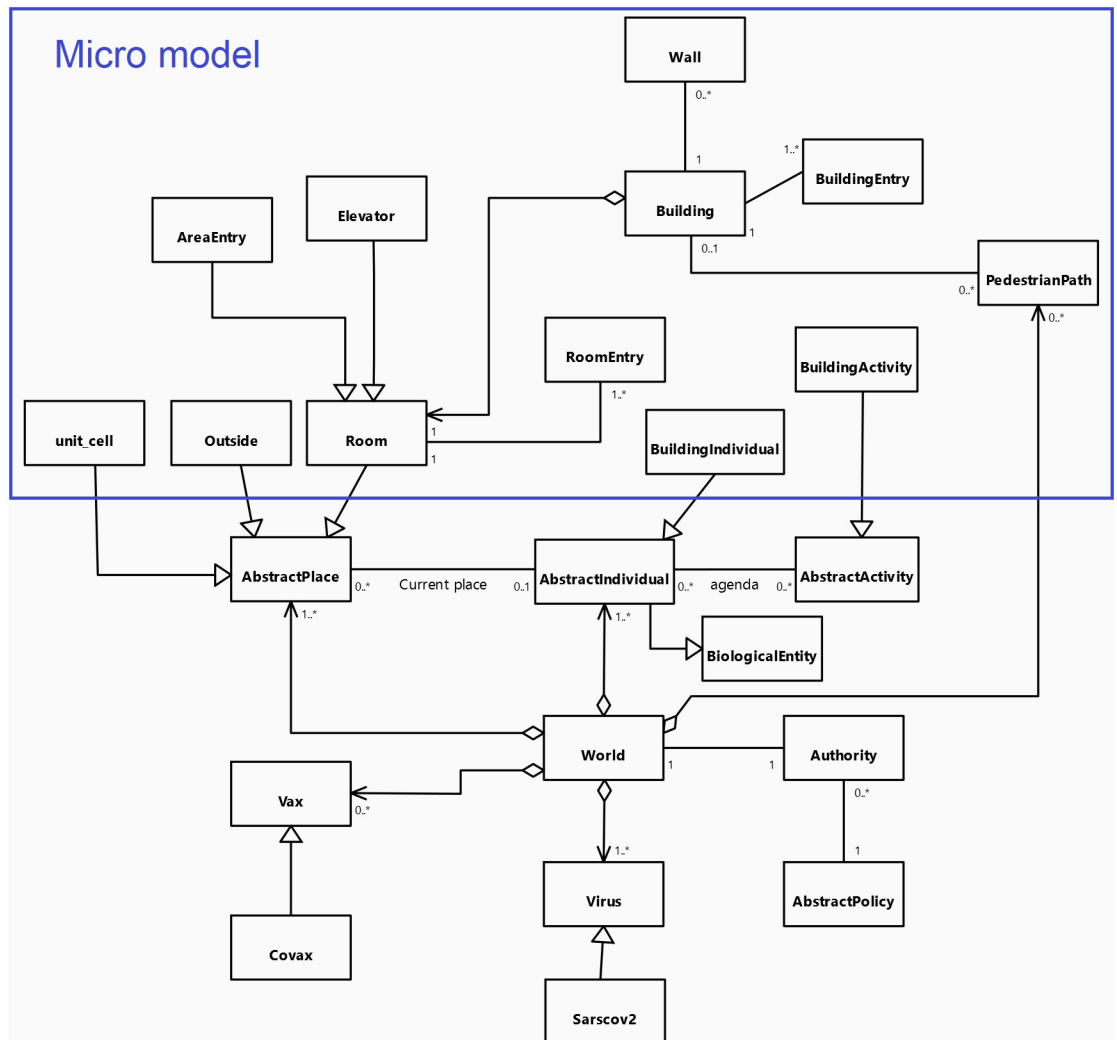 Micro model
Wall
0..*
1
1..*
BuildingEntry
Building
1
0..1
AreaEntry
Elevator
PedestrianPath
0..*
0..*
RoomEntry
1..*
BuildingActivity
unit_cell
Outside
Room
1
1
BuildingIndividual
AbstractPlace
0..*
Current place
0..1
AbstractIndividual
0..*
agenda
0..*
AbstractActivity
1..*
1..*
BiologicalEntity
World
1
1
Authority
0..*
Vax
0..*
1..*
1
Virus
AbstractPolicy
Covax
Sarscov2